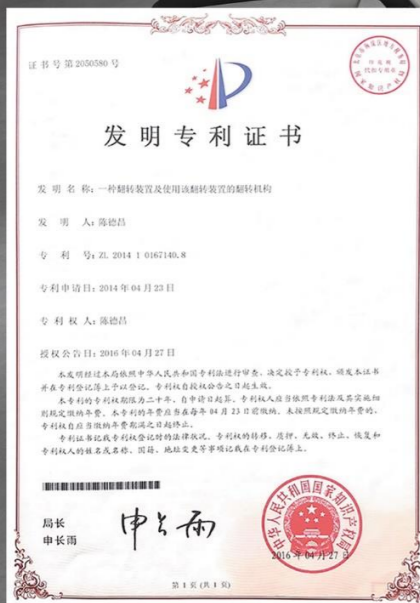 证书号第2050580号
发明专利证书
发 明 名 称：一种翻转装置及使用该翻转装置的翻转机构
发 明 人：陈德昌
专 利 号：ZL 2014 1 0167140.8
专利申请日：2014年04月23日
专 利 权 人：陈德昌
授权公告日：2016年04月27日
本发明经过本局依照中华人民共和国专利法进行审查，决定授予专利权，颁发本证书
并在专利登记簿上予以登记。专利权自授权公告之日起生效。
本专利的专利权期限为二十年，自申请日起算。专利权人应当依照专利法及其实施细
则规定缴纳年费。本专利的年费应当在每年04月23日前缴纳。未按照规定缴纳年费的，
专利权自应当缴纳年费期满之日起终止。
专利证书记载专利权登记时的法律状况。专利权的转移、质押、无效、终止、恢复和
专利权人的姓名或名称、国籍、地址变更等事项记载在专利登记簿上。
局长
申长雨
申长雨
中华人民共和国国家知识产权局
2016年04月27日
第1页（共1页）